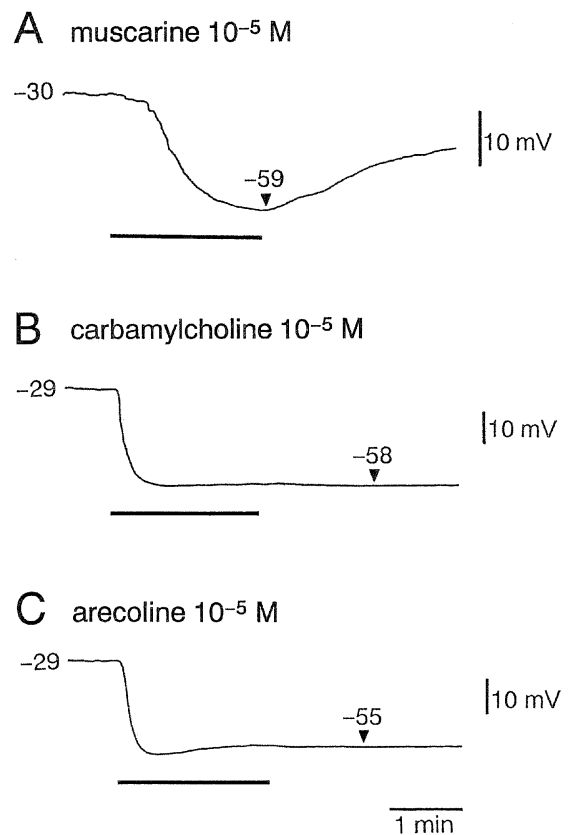 A muscarine 10⁻⁵ M
−30
10 mV
−59
B carbamylcholine 10⁻⁵ M
−29
10 mV
−58
C arecoline 10⁻⁵ M
−29
10 mV
−55
1 min